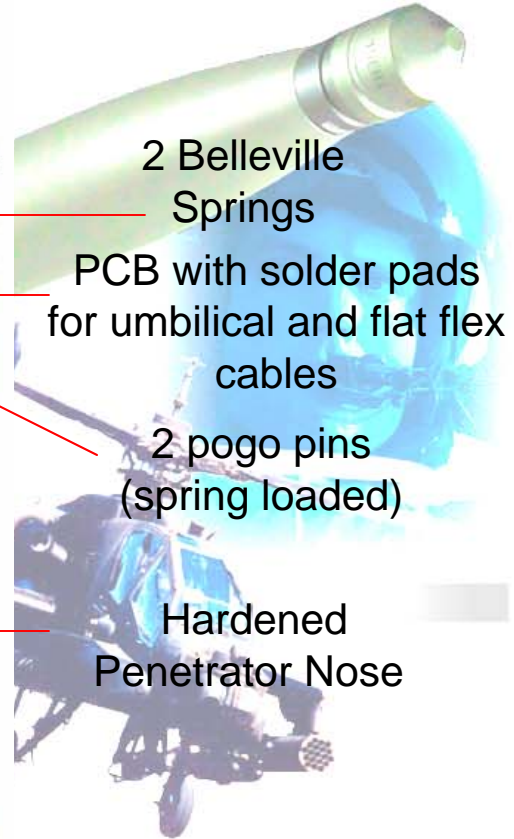 2 Belleville
Springs
PCB with solder pads
for umbilical and flat flex
cables
2 pogo pins
(spring loaded)
Hardened
Penetrator Nose